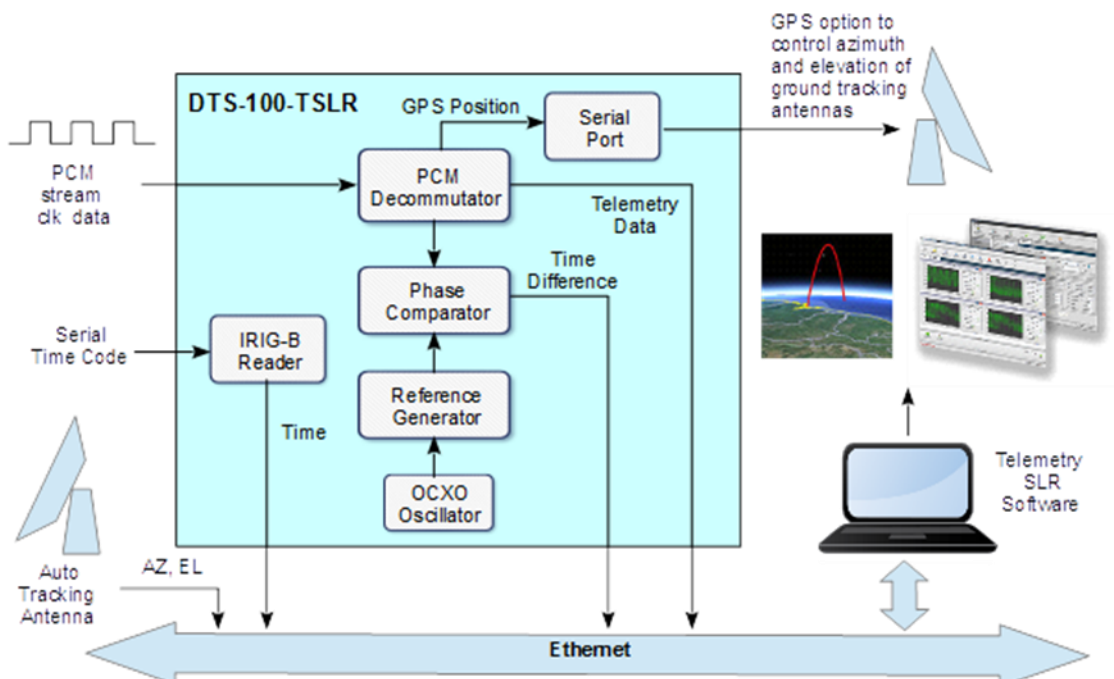 GPS option to
control azimuth
and elevation of
ground tracking
antennas
DTS-100-TSLR
GPS Position
Serial
Port
PCM
stream
clk data
PCM
Decommutator
Telemetry
Data
Time
Difference
Phase
Comparator
Serial
Time Code
IRIG-B
Reader
Reference
Generator
Time
OCXO
Oscillator
Telemetry
SLR
Software
Auto
Tracking
Antenna
AZ, EL
Ethernet